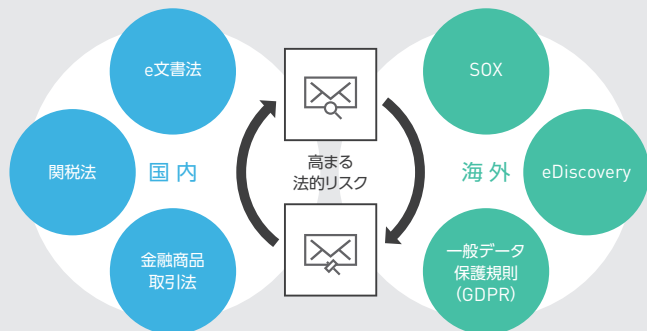 e文書法
関税法
国内
金融商品
取引法
高まる
法的リスク
SOX
海外
eDiscovery
一般データ
保護規則
(GDPR)